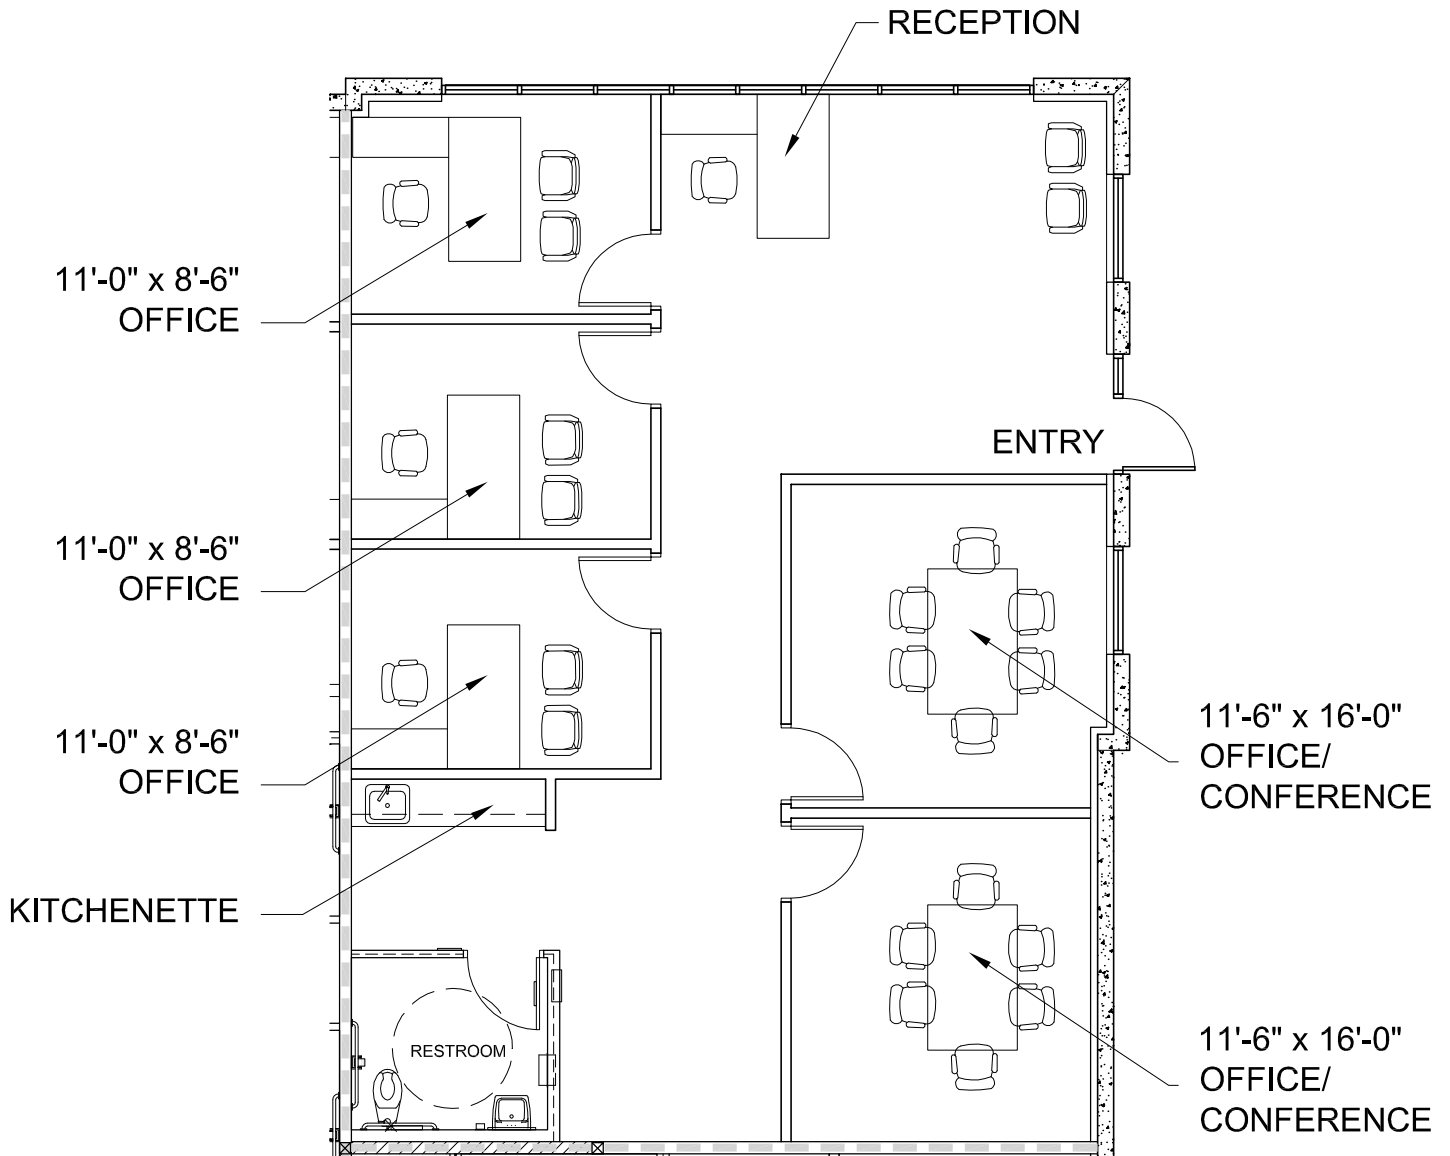 RECEPTION
11'-0" x 8'-6"
OFFICE
ENTRY
11'-0" x 8'-6"
OFFICE
11'-0" x 8'-6"
OFFICE
11'-6" x 16'-0"
OFFICE/
CONFERENCE
KITCHENETTE
RESTROOM
11'-6" x 16'-0"
OFFICE/
CONFERENCE